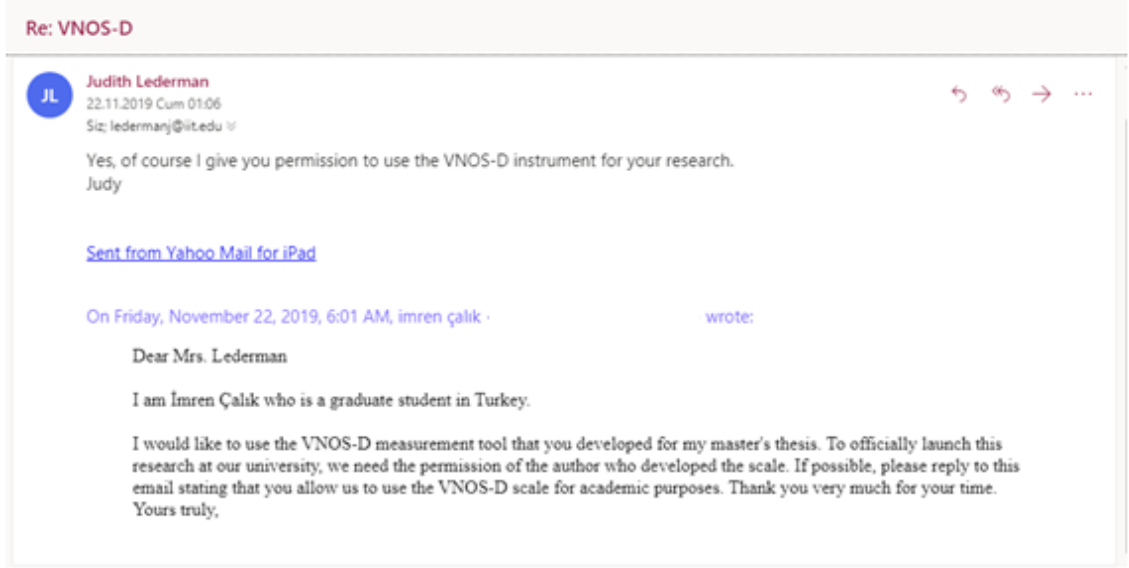 Re: VNOS-D
JL
Judith Lederman
22.11.2019 Cum 01:06
Siz; ledermanj@iit.edu
Yes, of course I give you permission to use the VNOS-D instrument for your research.
Judy
Sent from Yahoo Mail for iPad
On Friday, November 22, 2019, 6:01 AM, imren çalık · wrote:
Dear Mrs. Lederman
I am İmren Çalık who is a graduate student in Turkey.
I would like to use the VNOS-D measurement tool that you developed for my master's thesis. To officially launch this
research at our university, we need the permission of the author who developed the scale. If possible, please reply to this
email stating that you allow us to use the VNOS-D scale for academic purposes. Thank you very much for your time.
Yours truly,